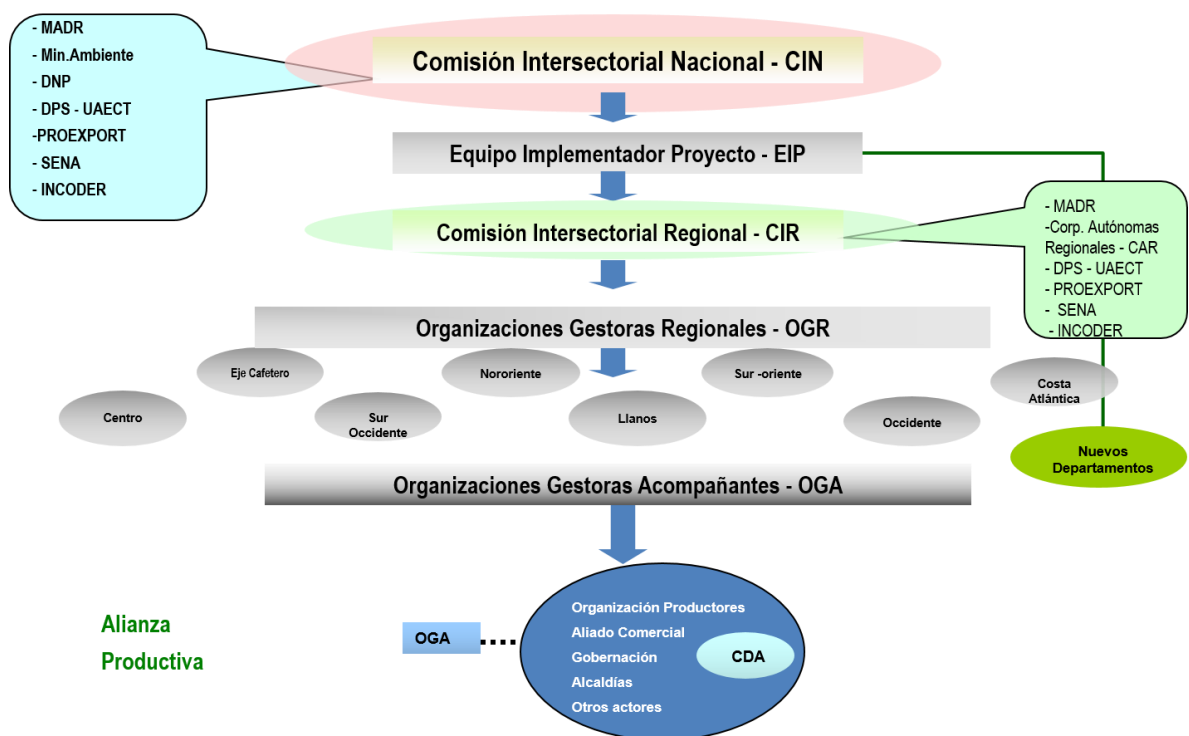 - MADR
- Min.Ambiente
- DNP
- DPS - UAECT
-PROEXPORT
- SENA
- INCODER
Comisión Intersectorial Nacional - CIN
Equipo Implementador Proyecto - EIP
Comisión Intersectorial Regional - CIR
- MADR
-Corp. Autónomas
Regionales - CAR
- DPS - UAECT
- PROEXPORT
- SENA
- INCODER
Organizaciones Gestoras Regionales - OGR
Eje Cafetero
Nororiente
Sur -oriente
Costa
Atlántica
Centro
Sur
Occidente
Llanos
Occidente
Nuevos
Departamentos
Organizaciones Gestoras Acompañantes - OGA
Alianza
Productiva
OGA
Organización Productores
Aliado Comercial
Gobernación
Alcaldías
Otros actores
CDA